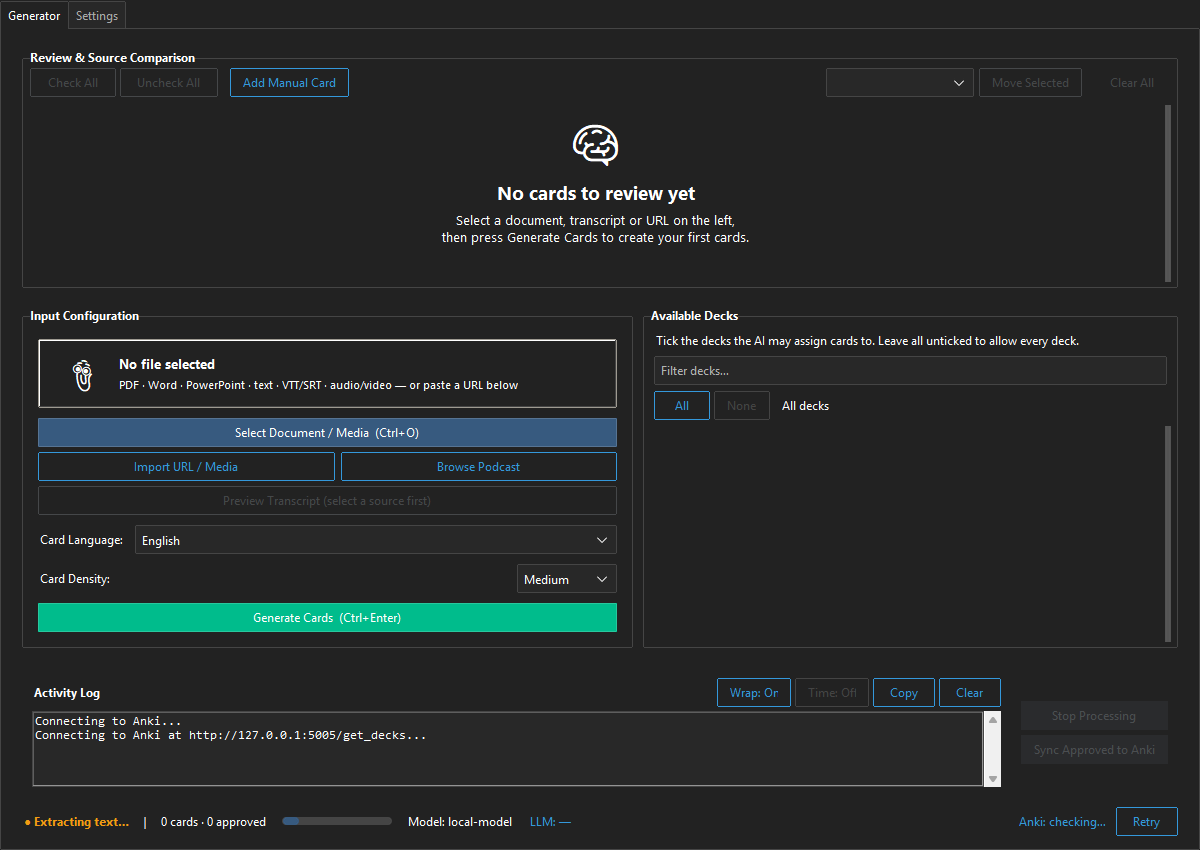 Generator Settings
Review & Source Comparison
Check All Uncheck All Add Manual Card Move Selected Clear All
No cards to review yet
Select a document, transcript or URL on the left,
then press Generate Cards to create your first cards.
Input Configuration
No file selected
PDF · Word · PowerPoint · text · VTT/SRT · audio/video — or paste a URL below
Select Document / Media (Ctrl+O)
Import URL / Media Browse Podcast
Preview Transcript (select a source first)
Card Language: English
Card Density: Medium
Generate Cards (Ctrl+Enter)
Available Decks
Tick the decks the AI may assign cards to. Leave all unticked to allow every deck.
Filter decks...
All None All decks
Activity Log Wrap: On Time: Off Copy Clear
Connecting to Anki...
Connecting to Anki at http://127.0.0.1:5005/get_decks...
Stop Processing
Sync Approved to Anki
● Extracting text... | 0 cards · 0 approved Model: local-model LLM: — Anki: checking... Retry